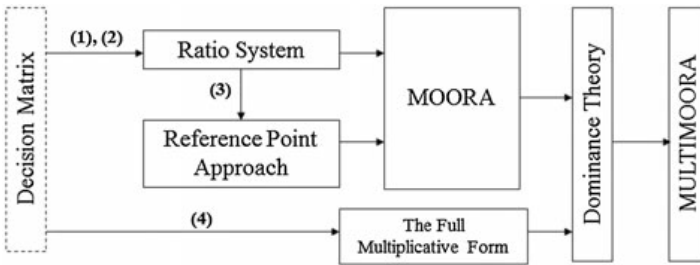 Decision Matrix
(1), (2)
Ratio System
(3)
Reference Point
Approach
MOORA
(4)
The Full
Multiplicative Form
Dominance Theory
MULTIMOORA